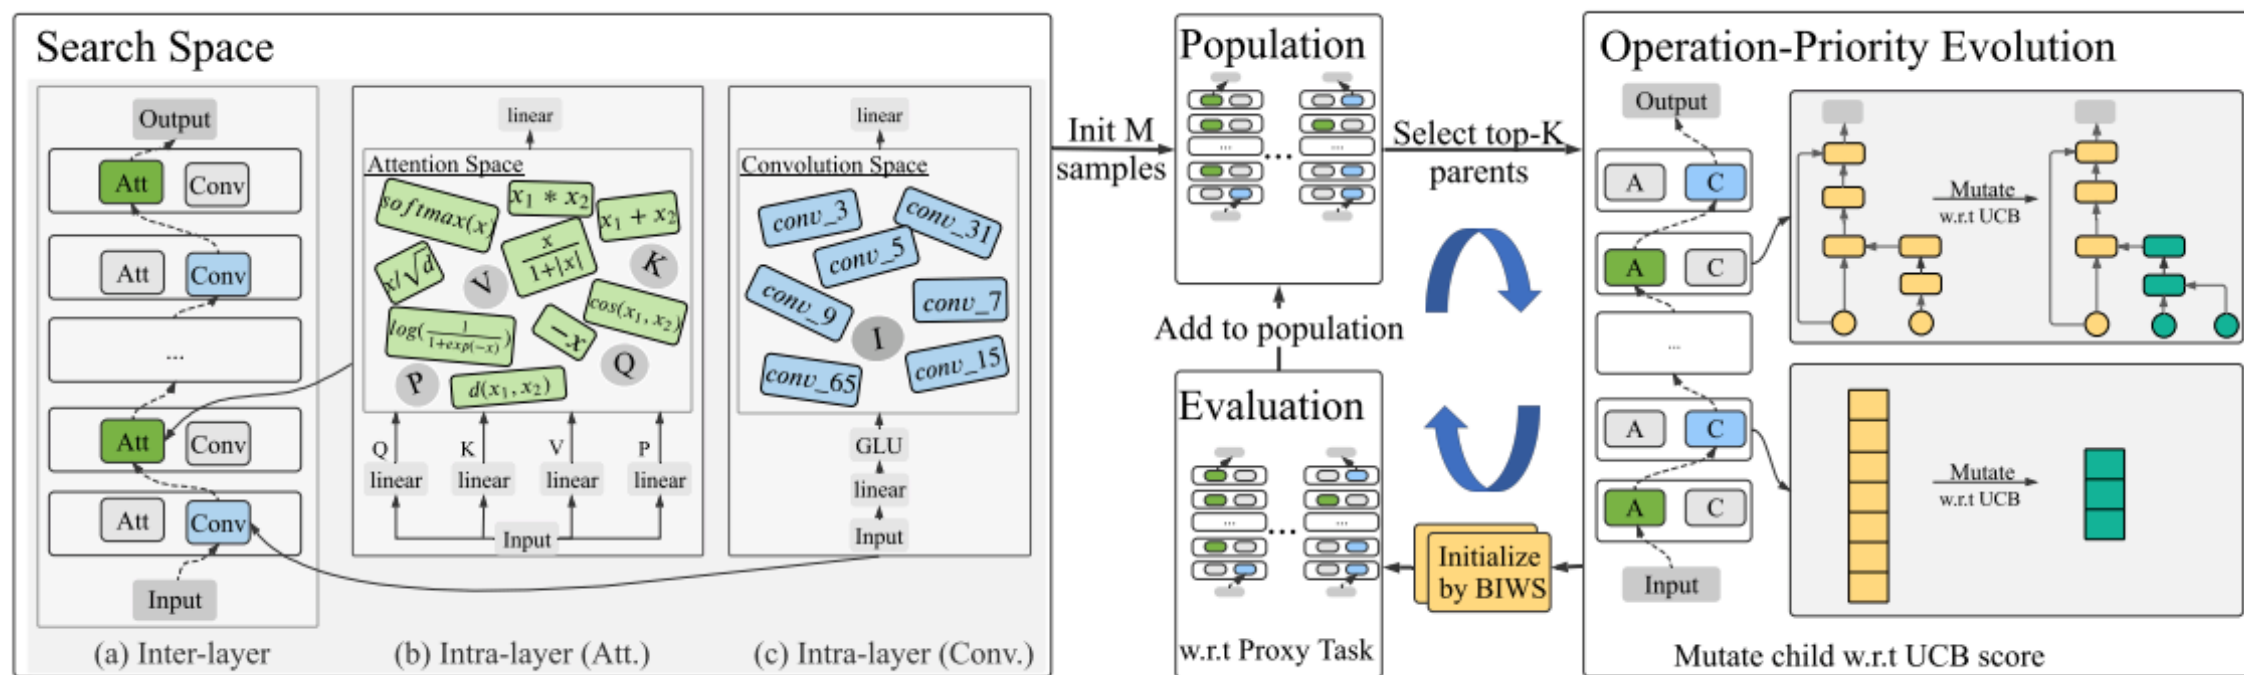 Search Space
Output
Att
Conv
Att
Conv
...
Att
Conv
Att
Conv
Input
(a) Inter-layer
linear
Attention Space
softmax(x)
x₁ * x₂
x₁ + x₂
x/√d
V
x/(1+|x|)
K
log(1/(1+exp(−x)))
−x
cos(x₁, x₂)
P
d(x₁, x₂)
Q
Q
K
V
P
linear
linear
linear
linear
Input
(b) Intra-layer (Att.)
linear
Convolution Space
conv_3
conv_31
conv_5
conv_9
conv_7
I
conv_65
conv_15
GLU
linear
Input
(c) Intra-layer (Conv.)
Init M
samples
Population
...
...
...
Select top-K
parents
Add to population
Evaluation
...
...
...
w.r.t Proxy Task
Initialize
by BIWS
Operation-Priority Evolution
Output
A
C
A
C
...
A
C
A
C
Input
Mutate
w.r.t UCB
Mutate
w.r.t UCB
Mutate child w.r.t UCB score